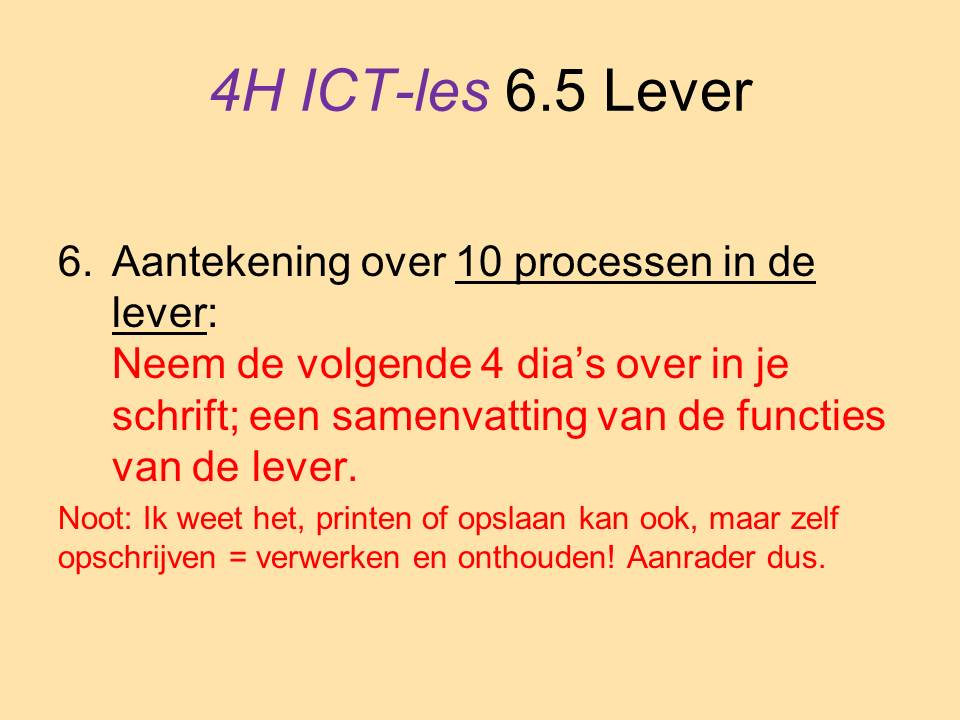 4H ICT-les 6.5 Lever
6. Aantekening over 10 processen in de
lever:
Neem de volgende 4 dia’s over in je
schrift; een samenvatting van de functies
van de lever.
Noot: Ik weet het, printen of opslaan kan ook, maar zelf
opschrijven = verwerken en onthouden! Aanrader dus.